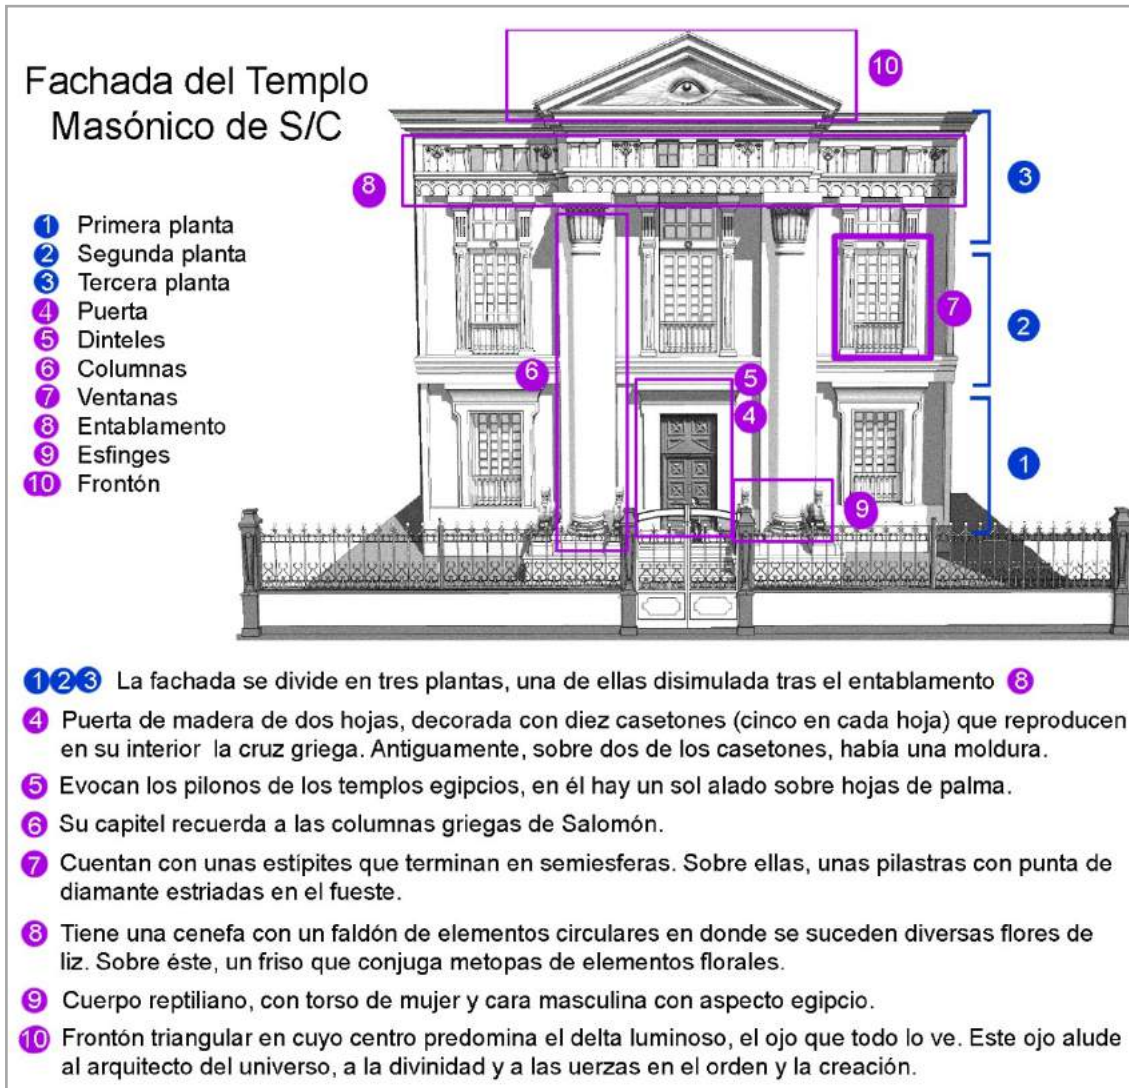 Fachada del Templo
Masónico de S/C
1 Primera planta
2 Segunda planta
3 Tercera planta
4 Puerta
5 Dinteles
6 Columnas
7 Ventanas
8 Entablamento
9 Esfinges
10 Frontón
10
8
3
7
2
6
5
4
1
9
1 2 3 La fachada se divide en tres plantas, una de ellas disimulada tras el entablamento 8
4 Puerta de madera de dos hojas, decorada con diez casetones (cinco en cada hoja) que reproducen
en su interior la cruz griega. Antiguamente, sobre dos de los casetones, había una moldura.
5 Evocan los pilonos de los templos egipcios, en él hay un sol alado sobre hojas de palma.
6 Su capitel recuerda a las columnas griegas de Salomón.
7 Cuentan con unas estípites que terminan en semiesferas. Sobre ellas, unas pilastras con punta de
diamante estriadas en el fueste.
8 Tiene una cenefa con un faldón de elementos circulares en donde se suceden diversas flores de
liz. Sobre éste, un friso que conjuga metopas de elementos florales.
9 Cuerpo reptiliano, con torso de mujer y cara masculina con aspecto egipcio.
10 Frontón triangular en cuyo centro predomina el delta luminoso, el ojo que todo lo ve. Este ojo alude
al arquitecto del universo, a la divinidad y a las uerzas en el orden y la creación.